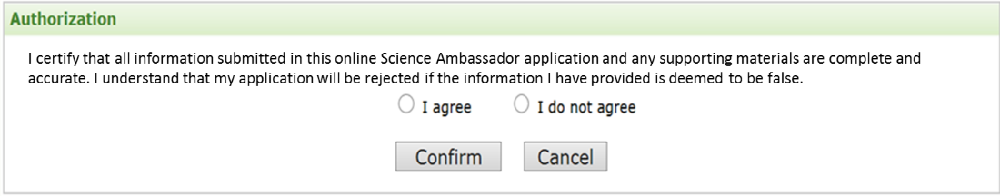 Authorization
I certify that all information submitted in this online Science Ambassador application and any supporting materials are complete and
accurate. I understand that my application will be rejected if the information I have provided is deemed to be false.
I agree I do not agree
Confirm Cancel